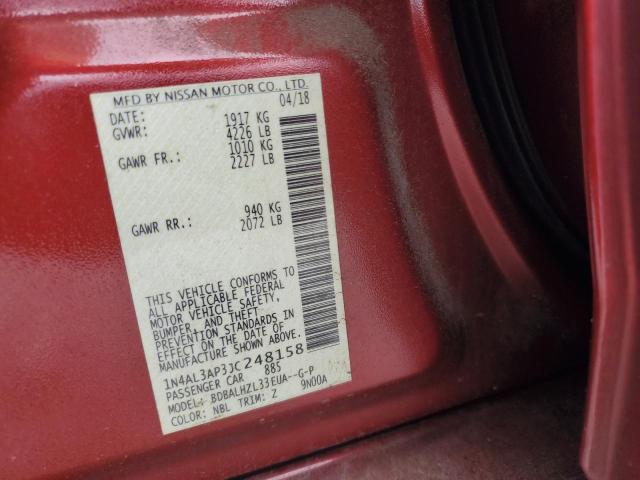 MFD BY NISSAN MOTOR CO., LTD.
DATE: 04/18
GVWR: 1917 KG
4226 LB
GAWR FR.: 1010 KG
2227 LB
GAWR RR.: 940 KG
2072 LB
THIS VEHICLE CONFORMS TO
ALL APPLICABLE FEDERAL
MOTOR VEHICLE SAFETY,
BUMPER, AND THEFT
PREVENTION STANDARDS IN
EFFECT ON THE DATE OF
MANUFACTURE SHOWN ABOVE.
1N4AL3AP3JC248158
PASSENGER CAR 885
MODEL: BDBALHZL33EUA--G-P
COLOR: NBL TRIM: Z 9N00A